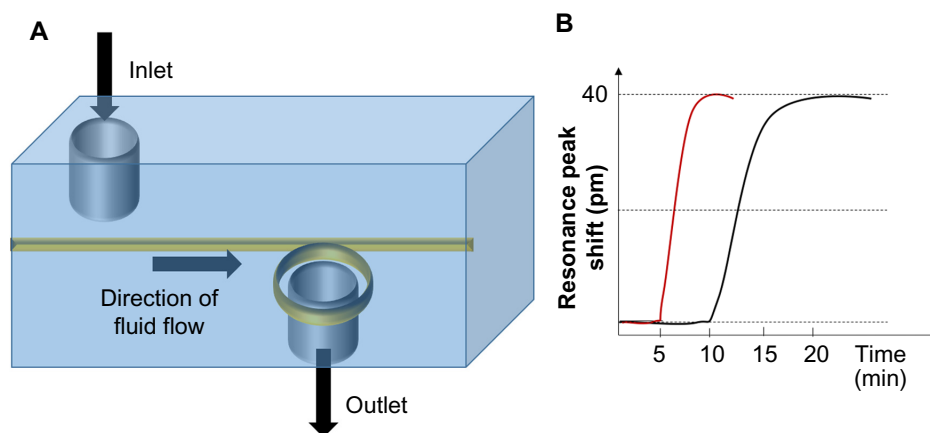 A
Inlet
Direction of
fluid flow
Outlet
B
Resonance peak
shift (pm)
40
5
10
15
20
Time
(min)